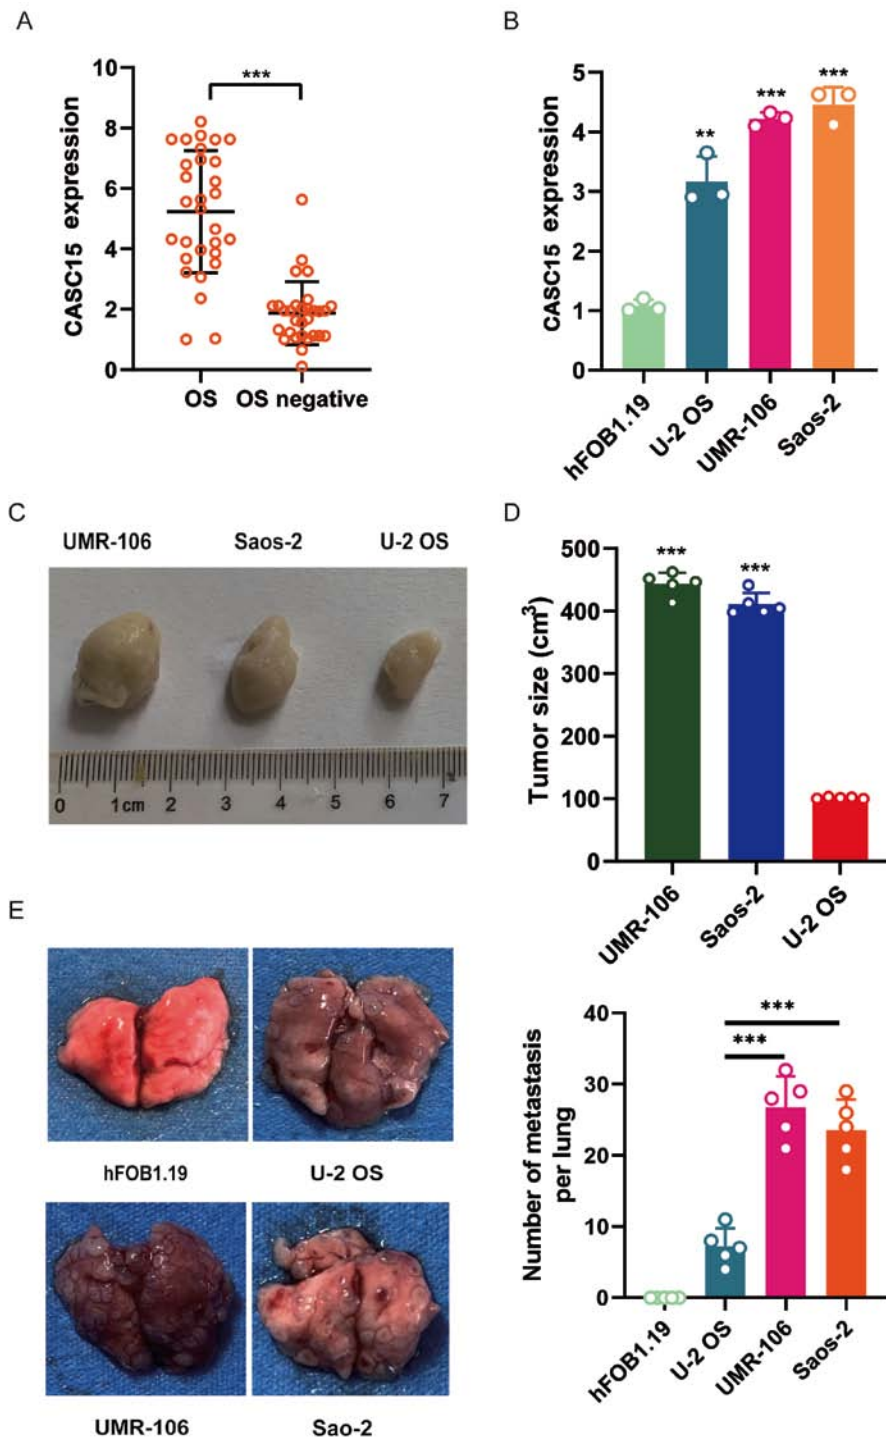 A
CASC15 expression
10
8
6
4
2
0
***
OS
OS negative
B
CASC15 expression
5
4
3
2
1
0
**
***
***
hFOB1.19
U-2 OS
UMR-106
Saos-2
C
UMR-106
Saos-2
U-2 OS
0 1cm 2 3 4 5 6 7
D
Tumor size (cm³)
500
400
300
200
100
0
***
***
UMR-106
Saos-2
U-2 OS
E
hFOB1.19
U-2 OS
UMR-106
Sao-2
Number of metastasis
per lung
40
30
20
10
0
***
***
hFOB1.19
U-2 OS
UMR-106
Saos-2